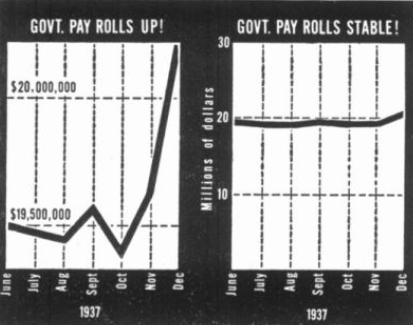 GOVT. PAY ROLLS UP!
$20.000,000
$19,500,000
June
July
Aug
Sept
Oct
Nov
Dec
1937
GOVT. PAY ROLLS STABLE!
Millions of dollars
30
20
10
June
July
Aug
Sept
Oct
Nov
Dec
1937